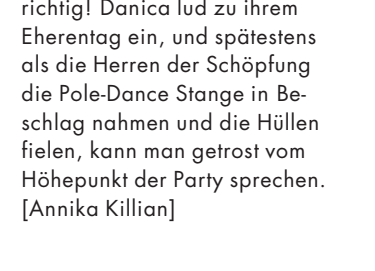 richtig! Danica lud zu ihrem
Eherentag ein, und spätestens
als die Herren der Schöpfung
die Pole-Dance Stange in Be-
schlag nahmen und die Hüllen
fielen, kann man getrost vom
Höhepunkt der Party sprechen.
[Annika Killian]